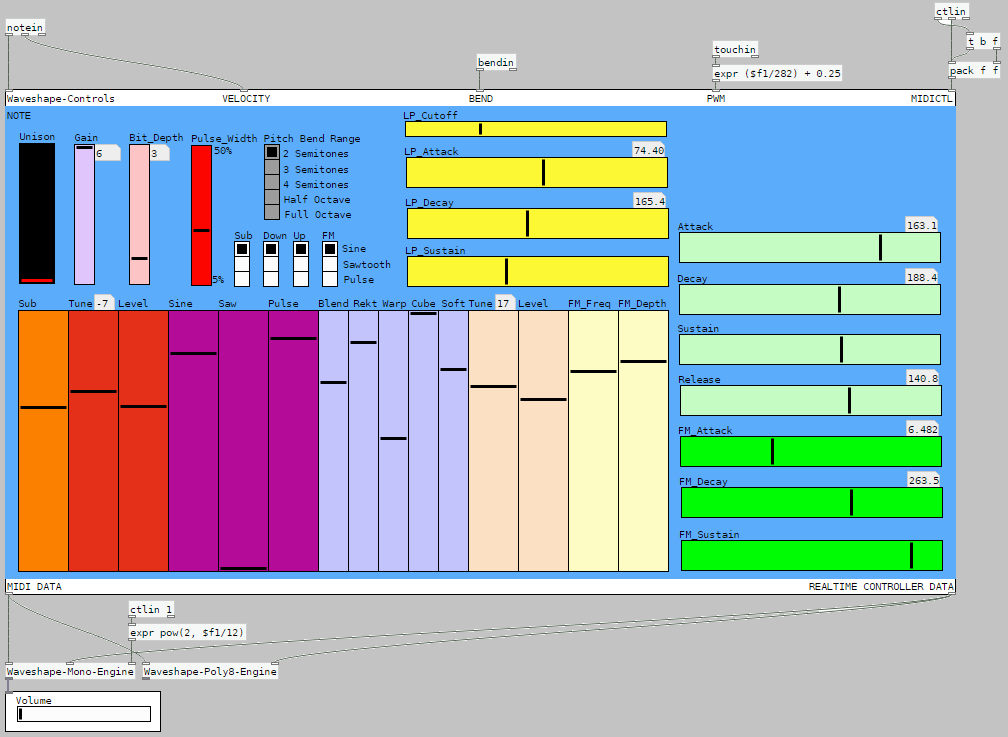 ctlin
notein
t b f
touchin
bendin
pack f f
expr ($f1/282) + 0.25
Waveshape-Controls VELOCITY BEND PWM MIDICTL
NOTE
LP_Cutoff
Unison Gain Bit_Depth Pulse_Width Pitch Bend Range
6 3 50% 2 Semitones
LP_Attack 74.40
3 Semitones
4 Semitones
Half Octave
LP_Decay 165.4
Full Octave
Attack 163.1
Sub Down Up FM
Sine
LP_Sustain
Sawtooth
Decay 188.4
5% Pulse
Sub Tune -7 Level Sine Saw Pulse Blend Rekt Warp Cube Soft Tune 17 Level FM_Freq FM_Depth
Sustain
Release 140.8
FM_Attack 6.482
FM_Decay 263.5
FM_Sustain
MIDI DATA REALTIME CONTROLLER DATA
ctlin 1
expr pow(2, $f1/12)
Waveshape-Mono-Engine Waveshape-Poly8-Engine
Volume